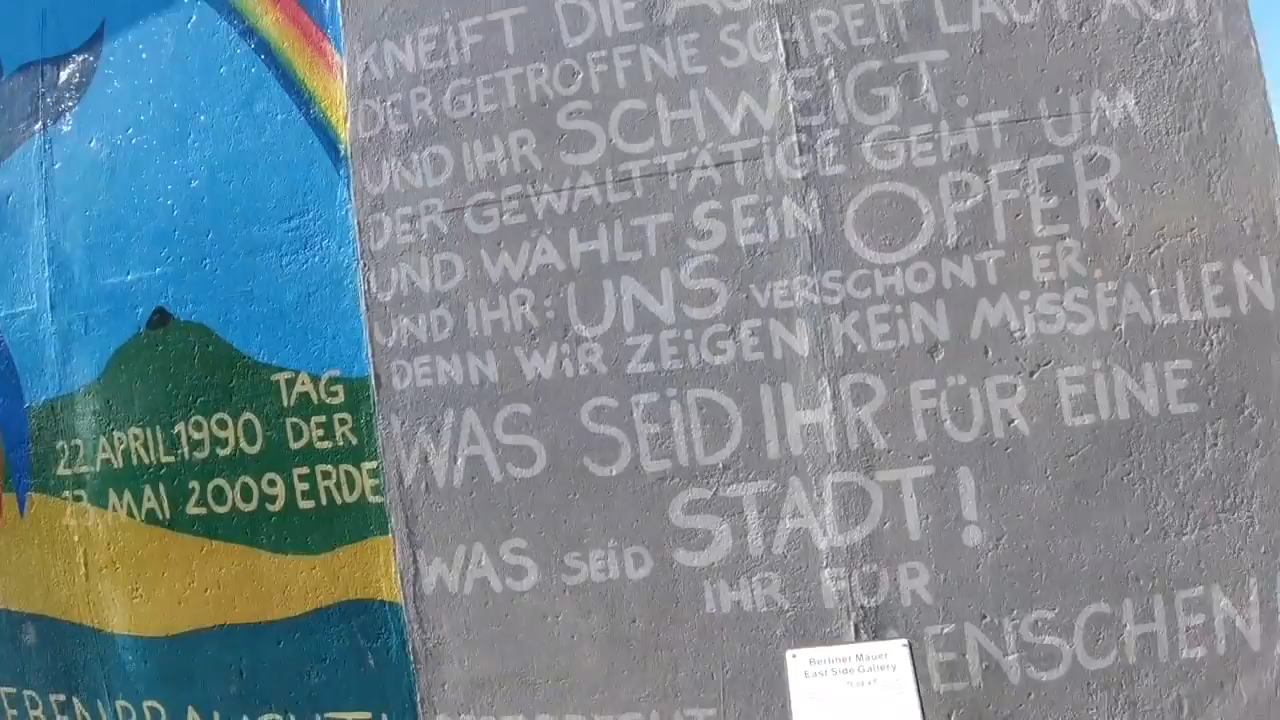 KNEIFT DIE
DER GETROFFNE SCHREIT LAUT AUF
UND IHR SCHWEIGT.
DER GEWALTTÄTIGE GEHT UM
UND WÄHLT SEIN OPFER
UND IHR: UNS VERSCHONT ER.
DENN WIR ZEIGEN KEIN MISSFALLEN
WAS SEID IHR FÜR EINE
STADT!
WAS SEID
IHR FÜR
ENSCHEN
TAG
22. APRIL 1990 DER
23. MAI 2009 ERDE
Berliner Mauer
East Side Gallery